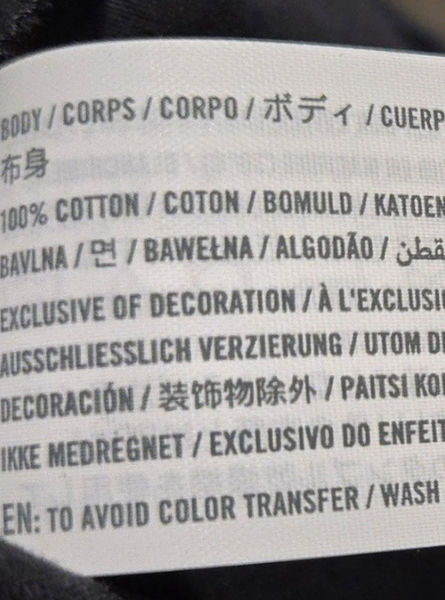 BODY / CORPS / CORPO / ボディ / CUERP
布身
100% COTTON / COTON / BOMULD / KATOEN
BAVLNA / 면 / BAWEŁNA / ALGODÃO / قطن
EXCLUSIVE OF DECORATION / À L'EXCLUSI
AUSSCHLIESSLICH VERZIERUNG / UTOM D
DECORACIÓN / 装饰物除外 / PAITSI KO
IKKE MEDREGNET / EXCLUSIVO DO ENFEIT
EN: TO AVOID COLOR TRANSFER / WASH